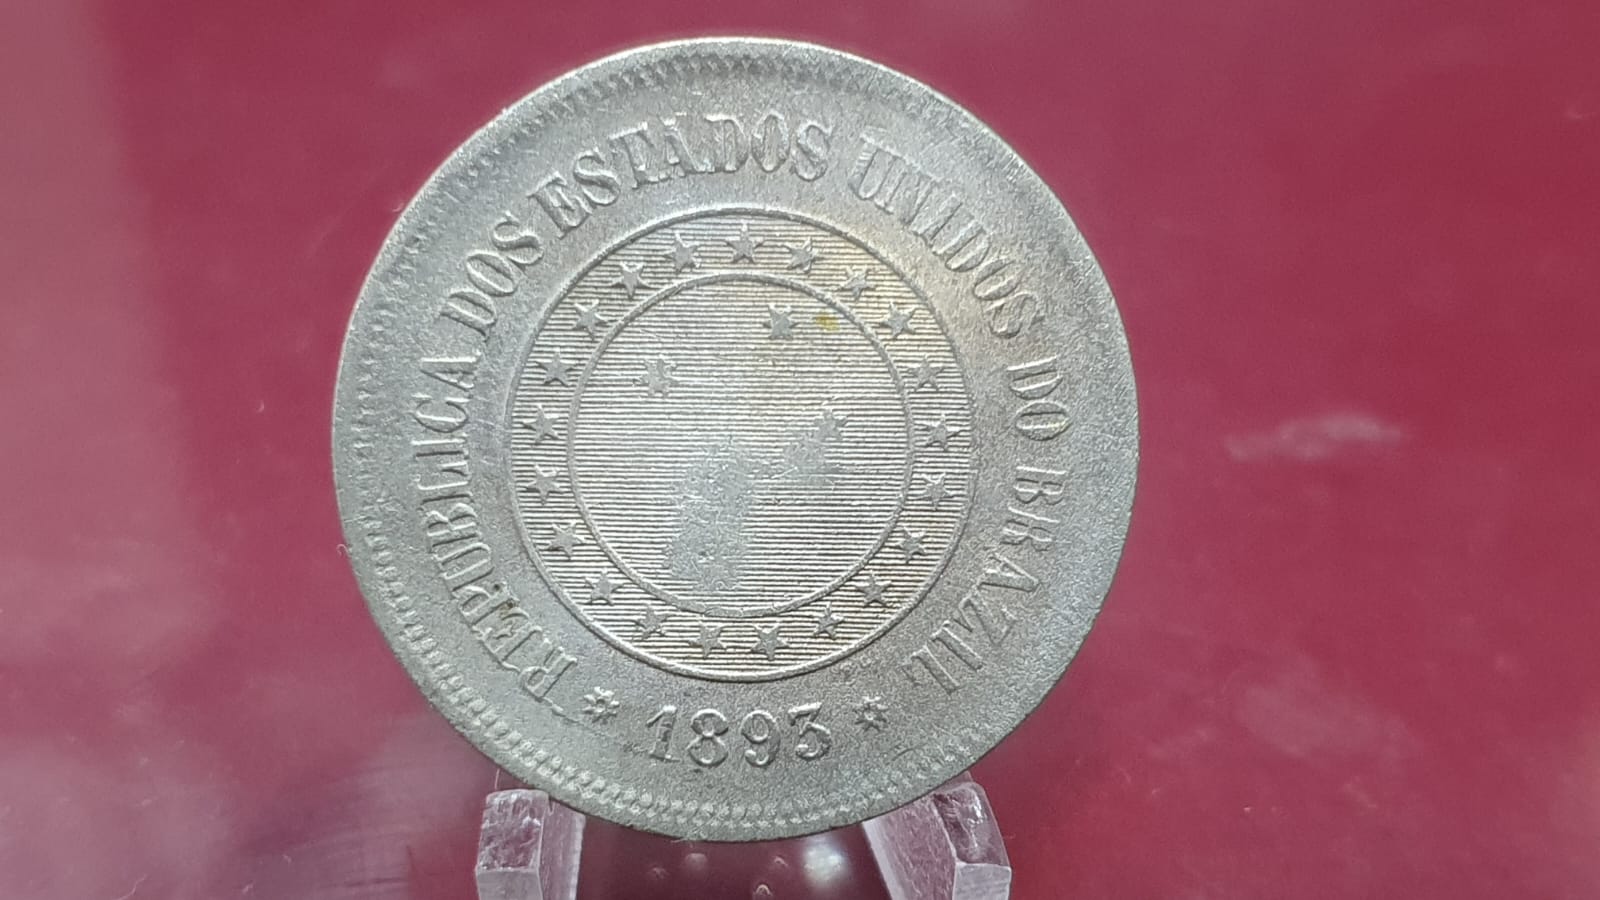 REPUBLICA DOS ESTADOS UNIDOS DO BRAZIL
* 1893 *